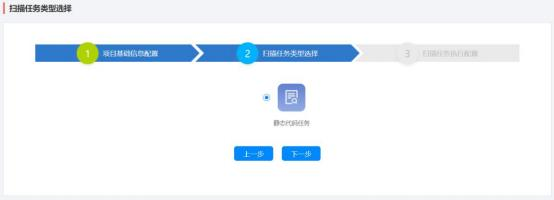 扫描任务类型选择
1 项目基础信息配置
2 扫描任务类型选择
3 扫描任务执行配置
静态代码任务
上一步 下一步